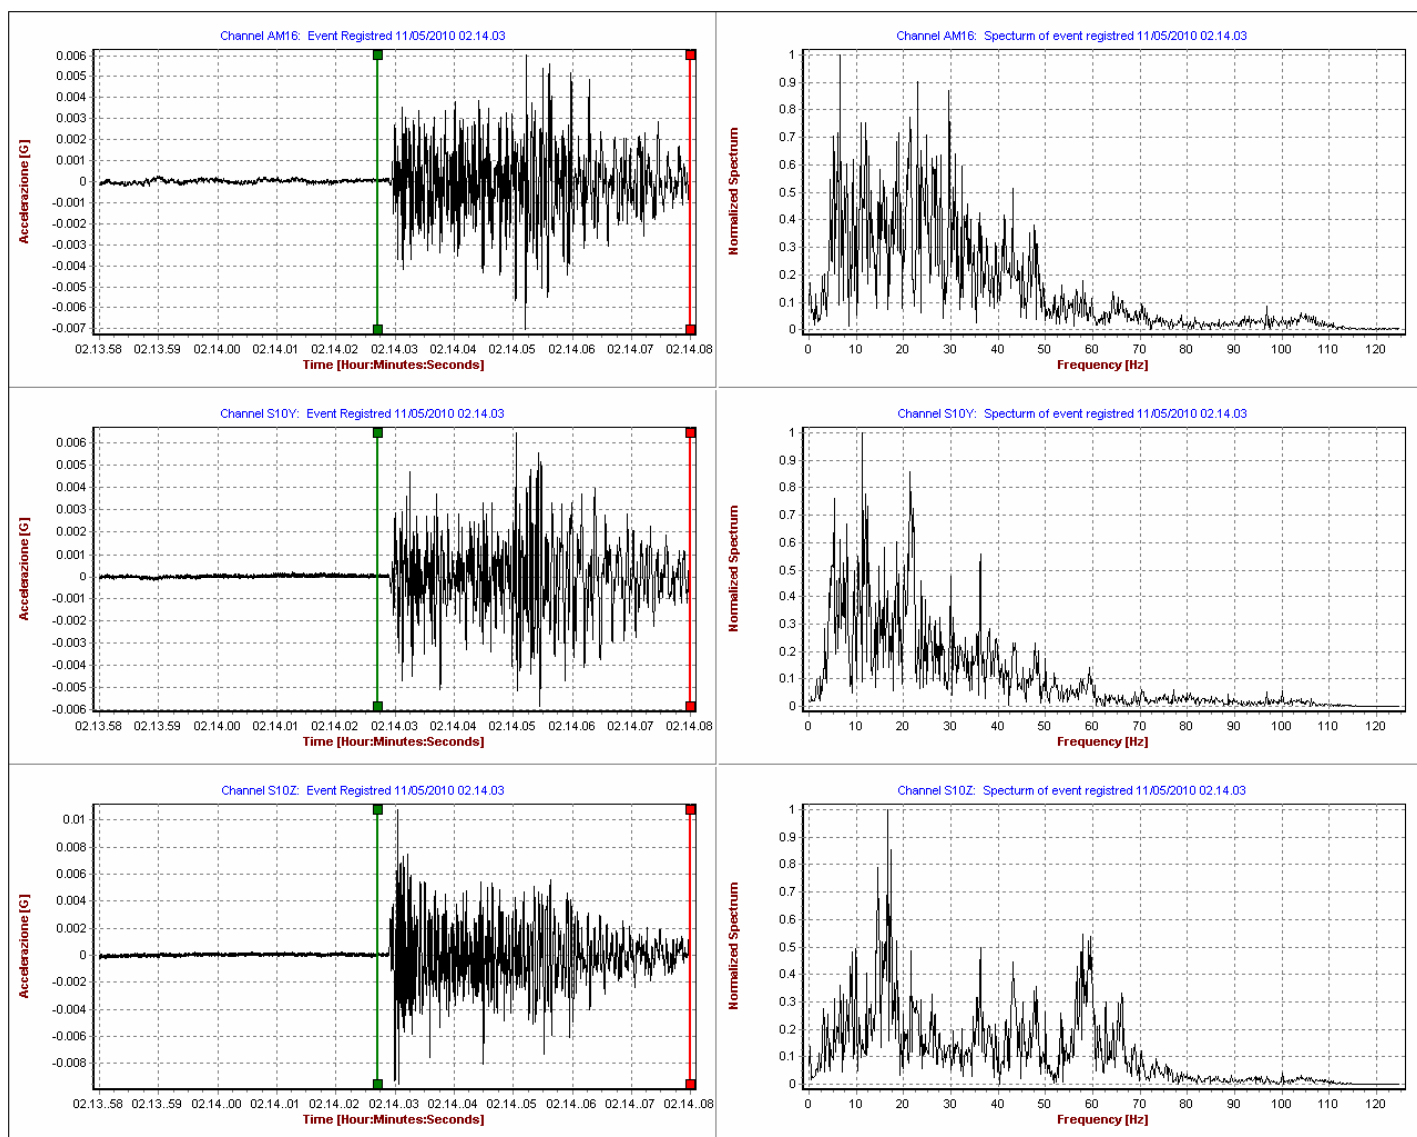 Channel AM16: Event Registred 11/05/2010 02.14.03
0.006
0.005
0.004
0.003
0.002
0.001
0
-0.001
-0.002
-0.003
-0.004
-0.005
-0.006
-0.007
Accelerazione [G]
02.13.58 02.13.59 02.14.00 02.14.01 02.14.02 02.14.03 02.14.04 02.14.05 02.14.06 02.14.07 02.14.08
Time [Hour:Minutes:Seconds]
Channel AM16: Specturm of event registred 11/05/2010 02.14.03
1
0.9
0.8
0.7
0.6
0.5
0.4
0.3
0.2
0.1
0
Normalized Spectrum
0 10 20 30 40 50 60 70 80 90 100 110 120
Frequency [Hz]
Channel S10Y: Event Registred 11/05/2010 02.14.03
0.006
0.005
0.004
0.003
0.002
0.001
0
-0.001
-0.002
-0.003
-0.004
-0.005
-0.006
Accelerazione [G]
02.13.58 02.13.59 02.14.00 02.14.01 02.14.02 02.14.03 02.14.04 02.14.05 02.14.06 02.14.07 02.14.08
Time [Hour:Minutes:Seconds]
Channel S10Y: Specturm of event registred 11/05/2010 02.14.03
1
0.9
0.8
0.7
0.6
0.5
0.4
0.3
0.2
0.1
0
Normalized Spectrum
0 10 20 30 40 50 60 70 80 90 100 110 120
Frequency [Hz]
Channel S10Z: Event Registred 11/05/2010 02.14.03
0.01
0.008
0.006
0.004
0.002
0
-0.002
-0.004
-0.006
-0.008
Accelerazione [G]
02.13.58 02.13.59 02.14.00 02.14.01 02.14.02 02.14.03 02.14.04 02.14.05 02.14.06 02.14.07 02.14.08
Time [Hour:Minutes:Seconds]
Channel S10Z: Specturm of event registred 11/05/2010 02.14.03
1
0.9
0.8
0.7
0.6
0.5
0.4
0.3
0.2
0.1
0
Normalized Spectrum
0 10 20 30 40 50 60 70 80 90 100 110 120
Frequency [Hz]